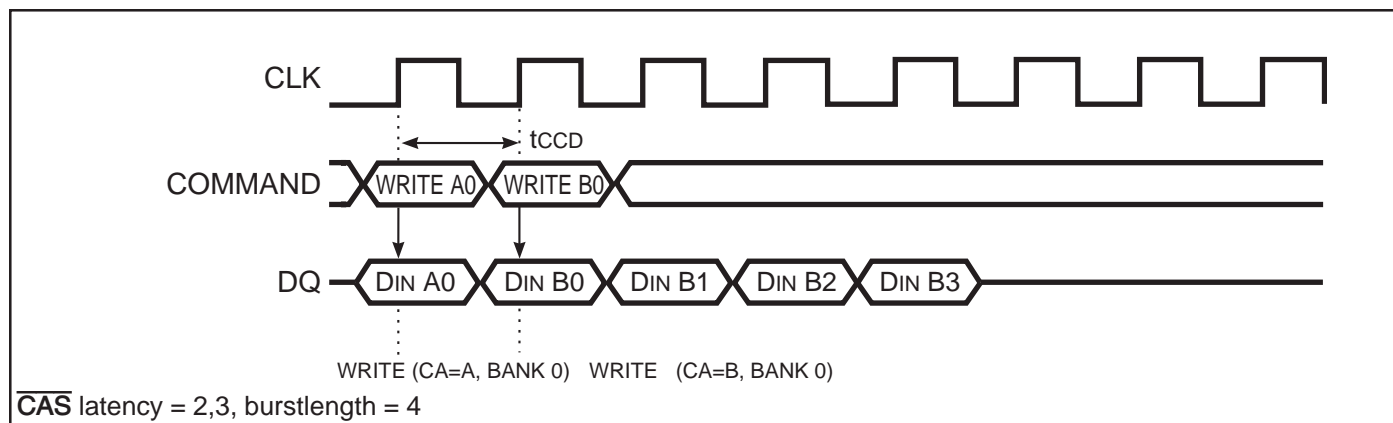 CLK
tCCD
COMMAND WRITE A0 WRITE B0
DQ DIN A0 DIN B0 DIN B1 DIN B2 DIN B3
WRITE (CA=A, BANK 0) WRITE (CA=B, BANK 0)
CAS latency = 2,3, burstlength = 4